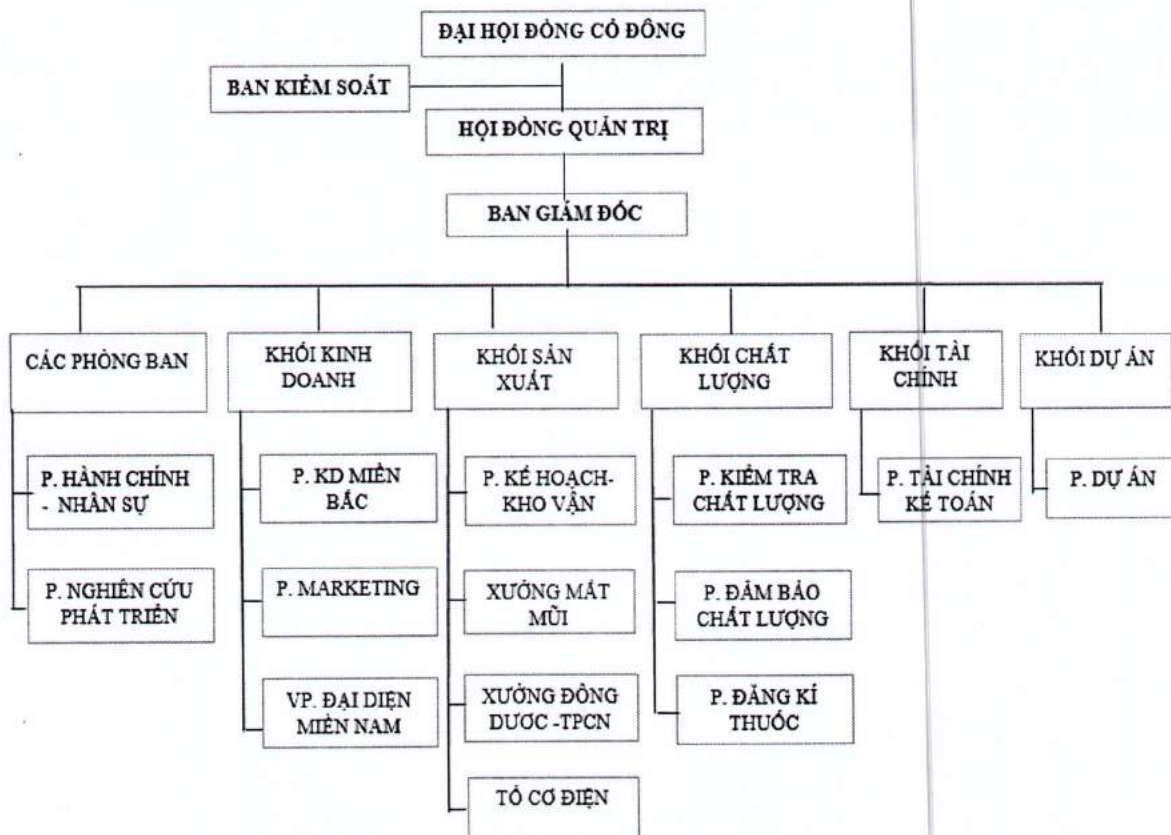 ĐẠI HỘI ĐỒNG CỔ ĐÔNG
BAN KIỂM SOÁT
HỘI ĐỒNG QUẢN TRỊ
BAN GIÁM ĐỐC
CÁC PHÒNG BAN
KHỐI KINH
DOANH
KHỐI SẢN
XUẤT
KHỐI CHẤT
LƯỢNG
KHỐI TÀI
CHÍNH
KHỐI DỰ ÁN
P. HÀNH CHÍNH
- NHÂN SỰ
P. NGHIÊN CỨU
PHÁT TRIỂN
P. KD MIỀN
BẮC
P. MARKETING
VP. ĐẠI DIỆN
MIỀN NAM
P. KẾ HOẠCH-
KHO VẬN
XƯỞNG MẮT
MŨI
XƯỞNG ĐÔNG
DƯƠC -TPCN
TỔ CƠ ĐIỆN
P. KIỂM TRA
CHẤT LƯỢNG
P. ĐẢM BẢO
CHẤT LƯỢNG
P. ĐĂNG KÍ
THUỐC
P. TÀI CHÍNH
KẾ TOÁN
P. DỰ ÁN